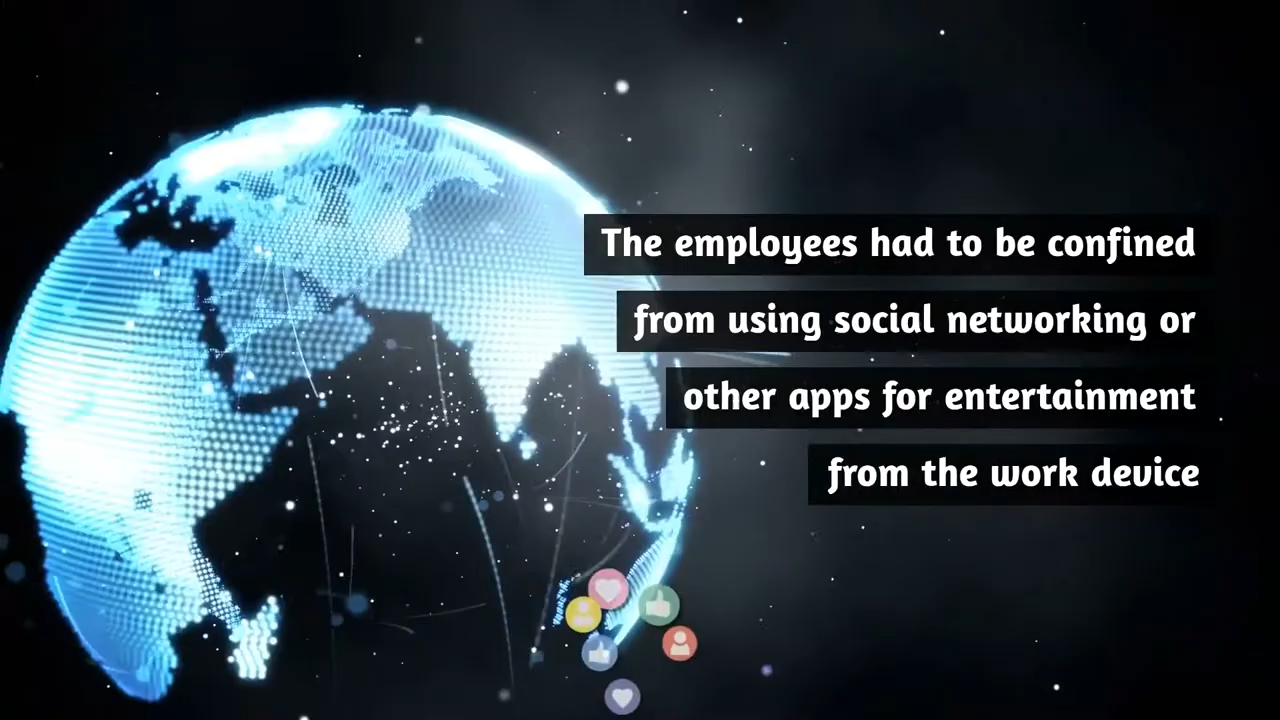 The employees had to be confined
from using social networking or
other apps for entertainment
from the work device